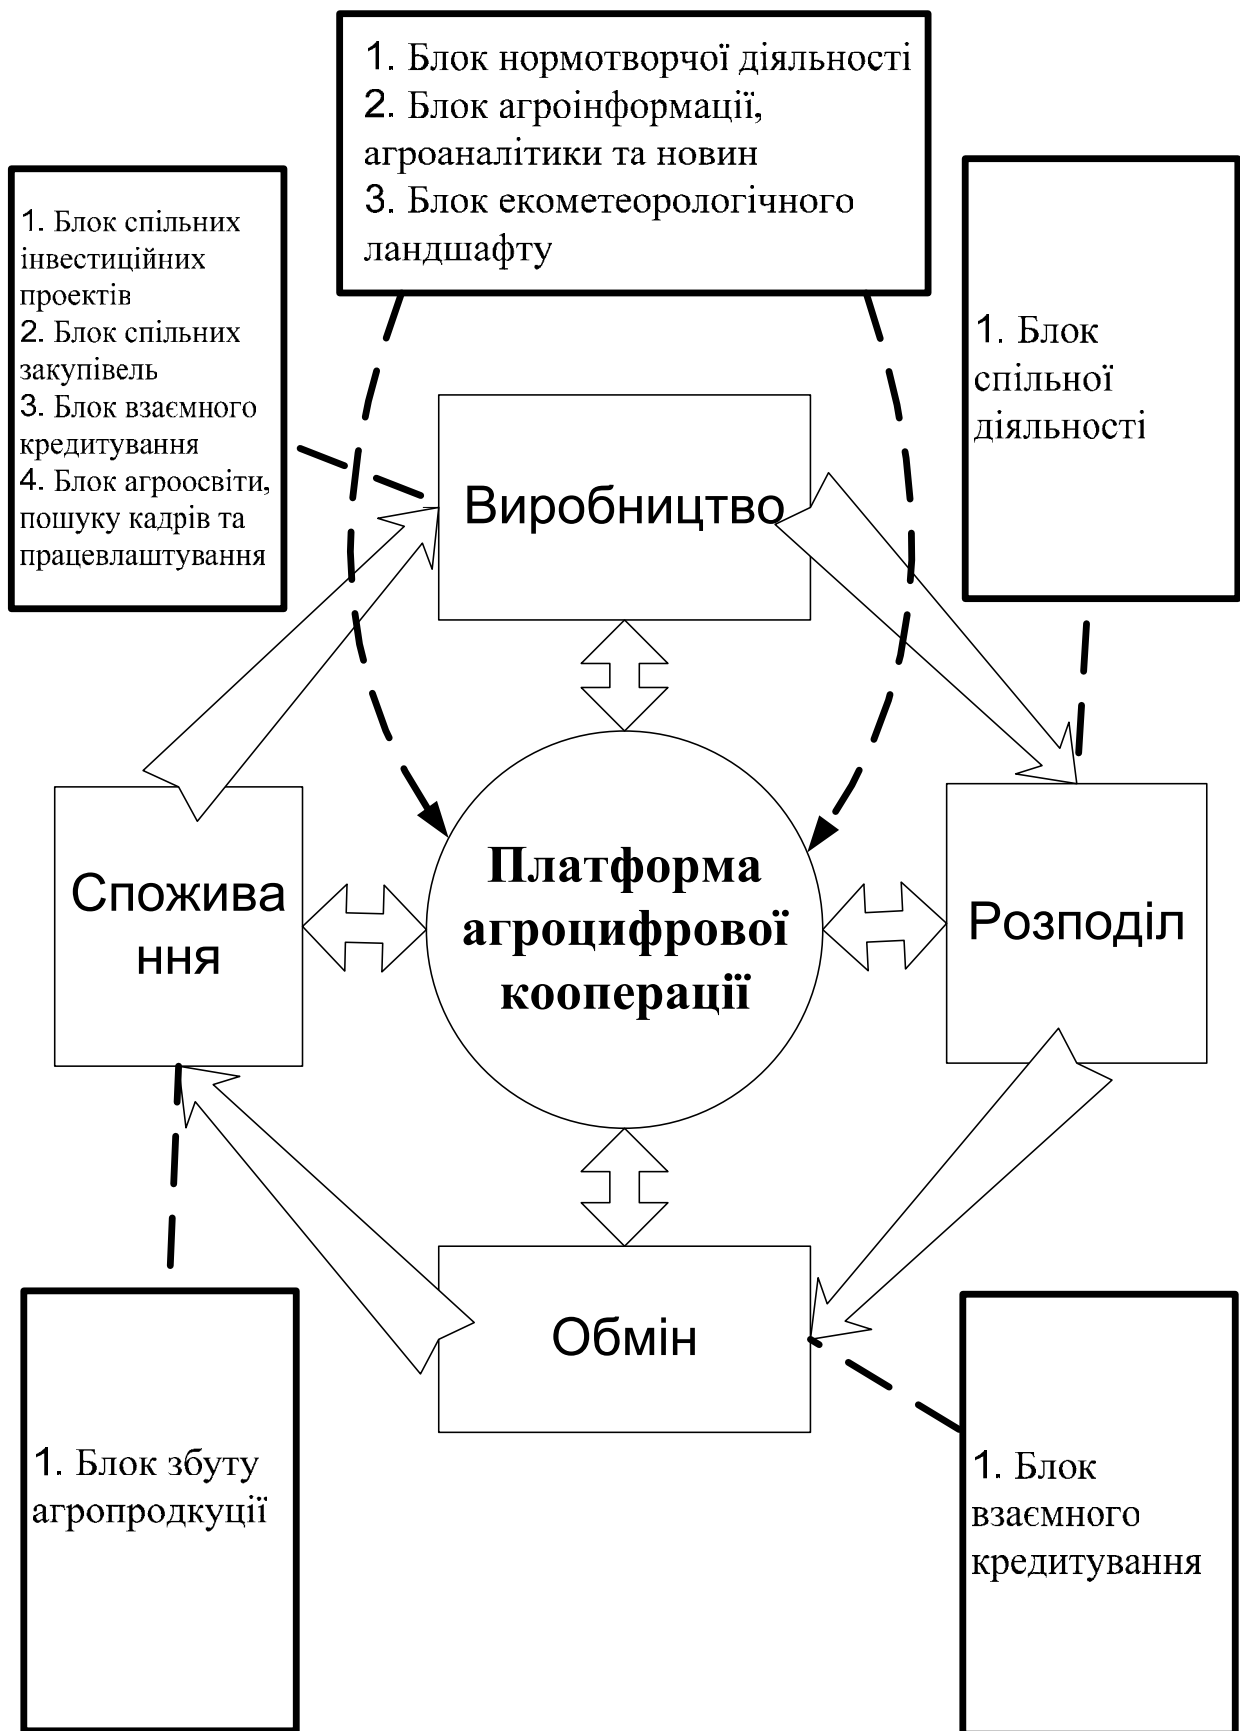 1. Блок нормотворчої діяльності
2. Блок агроінформації,
агроаналітики та новин
3. Блок екометеорологічного
ландшафту
1. Блок спільних
інвестиційних
проектів
2. Блок спільних
закупівель
3. Блок взаємного
кредитування
4. Блок агроосвіти,
пошуку кадрів та
працевлаштування
1. Блок
спільної
діяльності
Виробництво
Спожива
ння
Платформа
агроцифрової
кооперації
Розподіл
Обмін
1. Блок збуту
агропродкуції
1. Блок
взаємного
кредитування